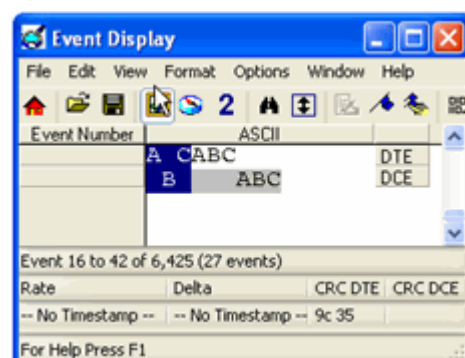 Event Display
File Edit View Format Options Window Help
2
Event Number ASCII
A CABC DTE
B ABC DCE
Event 16 to 42 of 6,425 (27 events)
Rate Delta CRC DTE CRC DCE
-- No Timestamp -- -- No Timestamp -- 9c 35
For Help Press F1